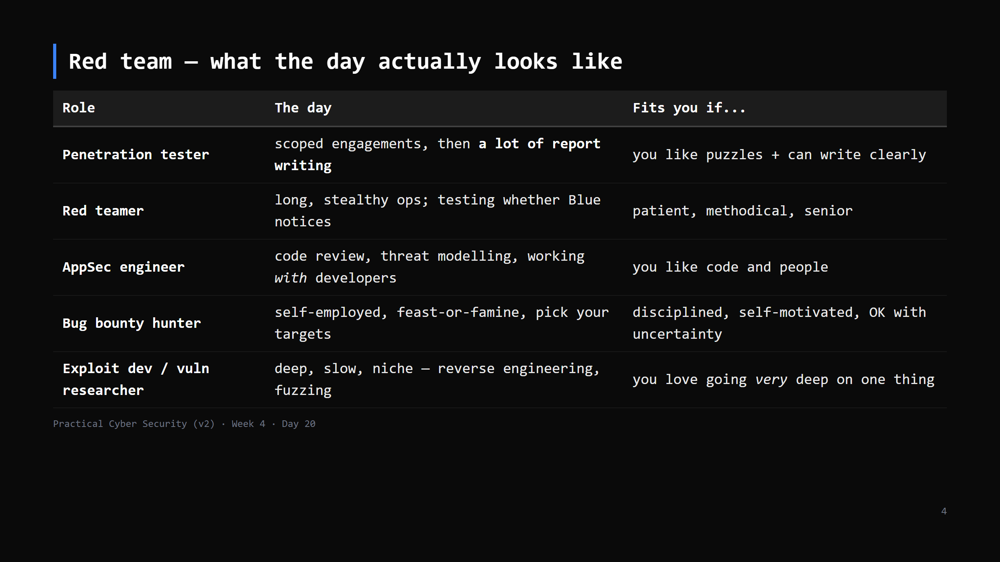 Red team — what the day actually looks like
Role The day Fits you if...
Penetration tester
scoped engagements, then a lot of report
writing
you like puzzles + can write clearly
Red teamer
long, stealthy ops; testing whether Blue
notices
patient, methodical, senior
AppSec engineer
code review, threat modelling, working
with developers
you like code and people
Bug bounty hunter
self-employed, feast-or-famine, pick your
targets
disciplined, self-motivated, OK with
uncertainty
Exploit dev / vuln
researcher
deep, slow, niche — reverse engineering,
fuzzing
you love going very deep on one thing
Practical Cyber Security (v2) · Week 4 · Day 20
4